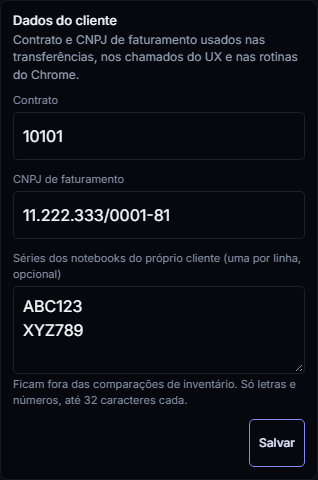 Dados do cliente
Contrato e CNPJ de faturamento usados nas
transferências, nos chamados do UX e nas rotinas
do Chrome.
Contrato
10101
CNPJ de faturamento
11.222.333/0001-81
Séries dos notebooks do próprio cliente (uma por linha,
opcional)
ABC123
XYZ789
Ficam fora das comparações de inventário. Só letras e
números, até 32 caracteres cada.
Salvar